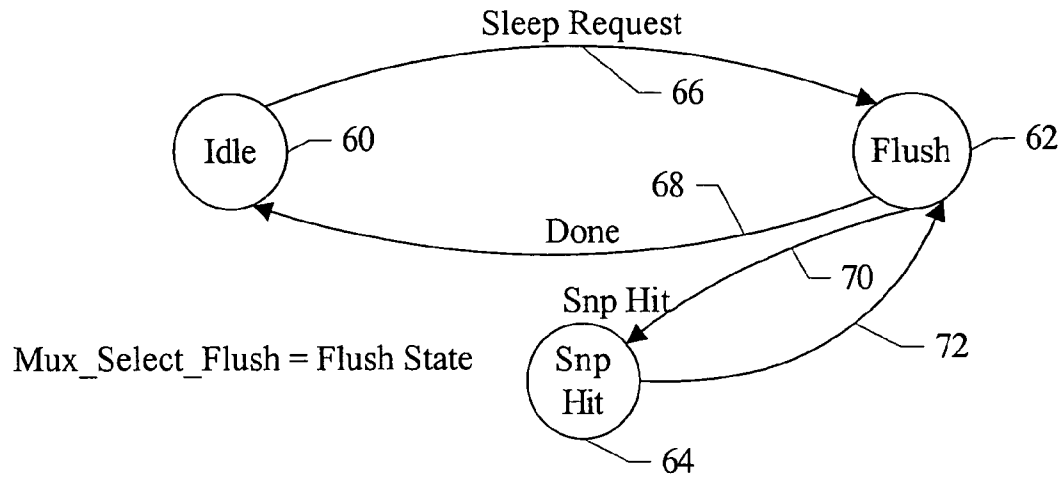 Sleep Request
66
Idle
60
Flush
62
68
Done
70
Snp Hit
72
Mux_Select_Flush = Flush State
Snp
Hit
64